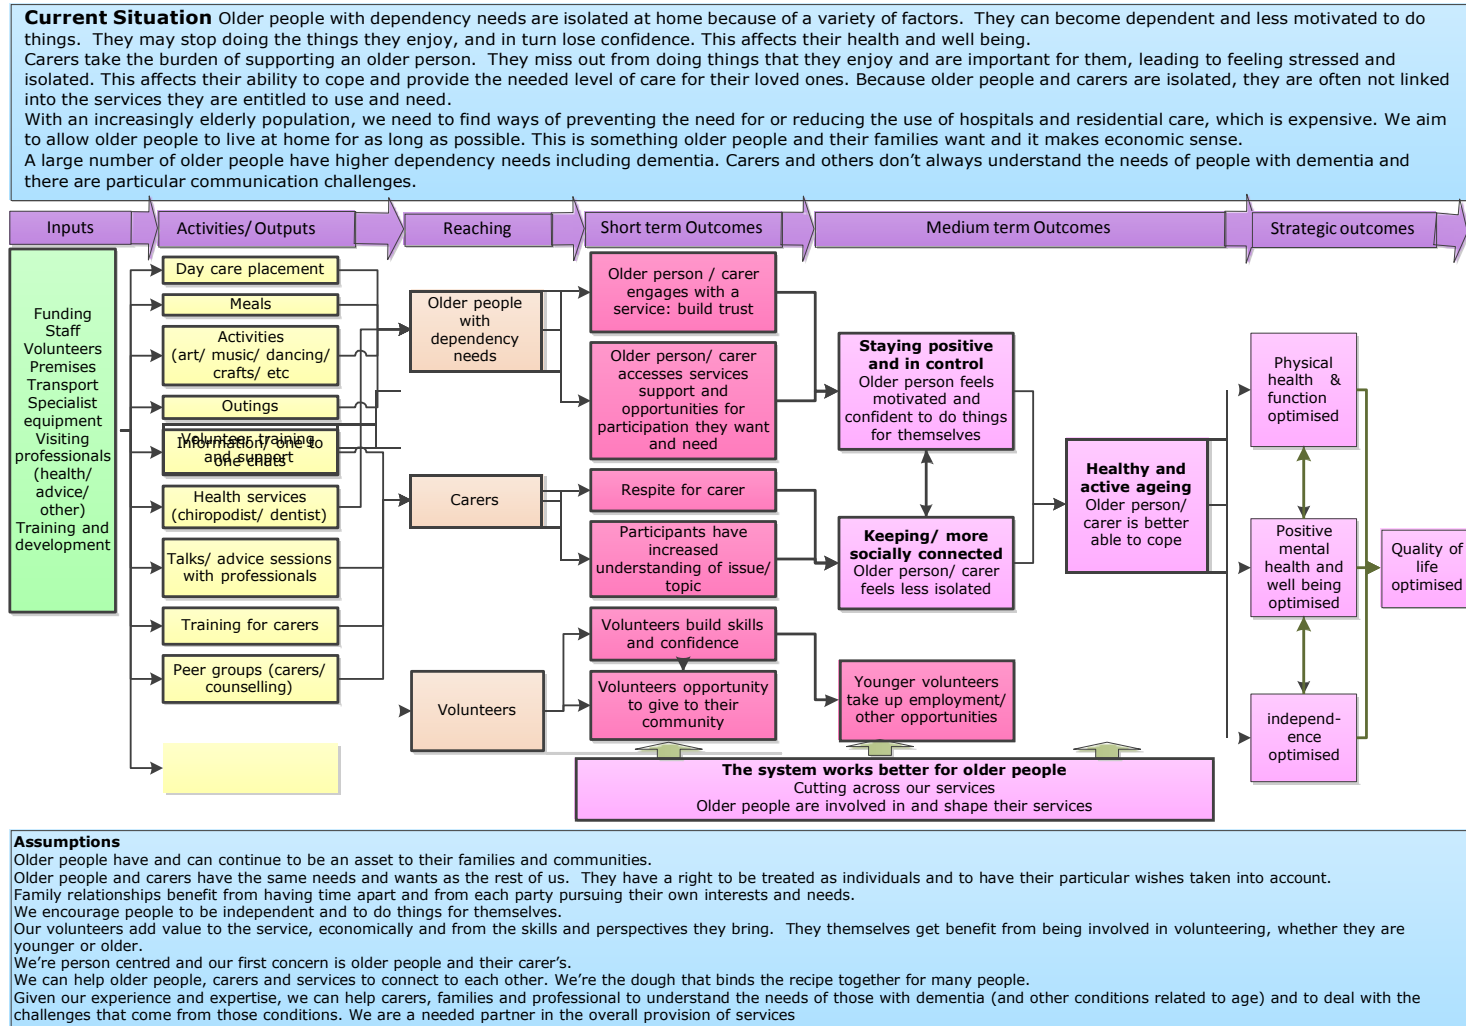 Current Situation Older people with dependency needs are isolated at home because of a variety of factors. They can become dependent and less motivated to do
things. They may stop doing the things they enjoy, and in turn lose confidence. This affects their health and well being.
Carers take the burden of supporting an older person. They miss out from doing things that they enjoy and are important for them, leading to feeling stressed and
isolated. This affects their ability to cope and provide the needed level of care for their loved ones. Because older people and carers are isolated, they are often not linked
into the services they are entitled to use and need.
With an increasingly elderly population, we need to find ways of preventing the need for or reducing the use of hospitals and residential care, which is expensive. We aim
to allow older people to live at home for as long as possible. This is something older people and their families want and it makes economic sense.
A large number of older people have higher dependency needs including dementia. Carers and others don't always understand the needs of people with dementia and
there are particular communication challenges.
Inputs
Activities/ Outputs
Reaching
Short term Outcomes
Medium term Outcomes
Strategic outcomes
Funding
Staff
Volunteers
Premises
Transport
Specialist
equipment
Visiting
professionals
(health/
advice/
other)
Training and
development
Day care placement
Meals
Activities
(art/ music/ dancing/
crafts/ etc
Outings
Information/ one to
one chats
Volunteer training
and support
Health services
(chiropodist/ dentist)
Talks/ advice sessions
with professionals
Training for carers
Peer groups (carers/
counselling)
Older people
with
dependency
needs
Carers
Volunteers
Older person / carer
engages with a
service: build trust
Older person/ carer
accesses services
support and
opportunities for
participation they want
and need
Respite for carer
Participants have
increased
understanding of issue/
topic
Volunteers build skills
and confidence
Volunteers opportunity
to give to their
community
Staying positive
and in control
Older person feels
motivated and
confident to do things
for themselves
Keeping/ more
socially connected
Older person/ carer
feels less isolated
Younger volunteers
take up employment/
other opportunities
Healthy and
active ageing
Older person/
carer is better
able to cope
Physical
health &
function
optimised
Positive
mental
health and
well being
optimised
independ-
ence
optimised
Quality of
life
optimised
The system works better for older people
Cutting across our services
Older people are involved in and shape their services
Assumptions
Older people have and can continue to be an asset to their families and communities.
Older people and carers have the same needs and wants as the rest of us. They have a right to be treated as individuals and to have their particular wishes taken into account.
Family relationships benefit from having time apart and from each party pursuing their own interests and needs.
We encourage people to be independent and to do things for themselves.
Our volunteers add value to the service, economically and from the skills and perspectives they bring. They themselves get benefit from being involved in volunteering, whether they are
younger or older.
We're person centred and our first concern is older people and their carer's.
We can help older people, carers and services to connect to each other. We're the dough that binds the recipe together for many people.
Given our experience and expertise, we can help carers, families and professional to understand the needs of those with dementia (and other conditions related to age) and to deal with the
challenges that come from those conditions. We are a needed partner in the overall provision of services